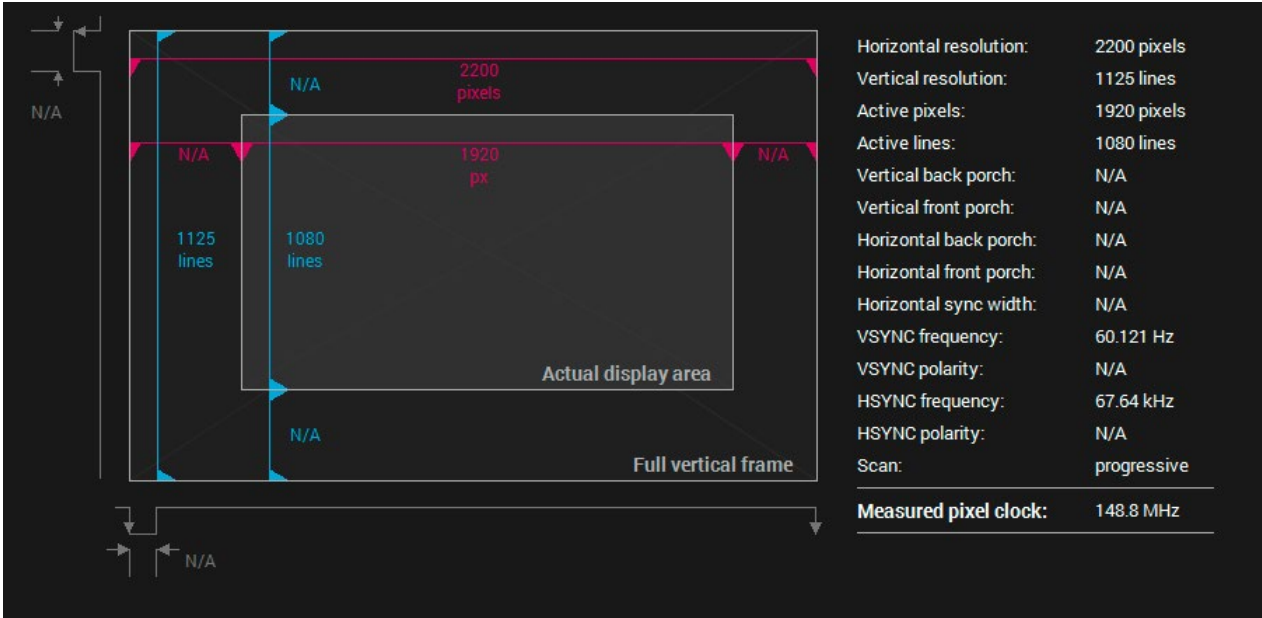 N/A
2200
pixels
N/A
N/A
1920
px
N/A
1125
lines
1080
lines
Actual display area
N/A
Full vertical frame
N/A
Horizontal resolution: 2200 pixels
Vertical resolution: 1125 lines
Active pixels: 1920 pixels
Active lines: 1080 lines
Vertical back porch: N/A
Vertical front porch: N/A
Horizontal back porch: N/A
Horizontal front porch: N/A
Horizontal sync width: N/A
VSYNC frequency: 60.121 Hz
VSYNC polarity: N/A
HSYNC frequency: 67.64 kHz
HSYNC polarity: N/A
Scan: progressive
Measured pixel clock: 148.8 MHz